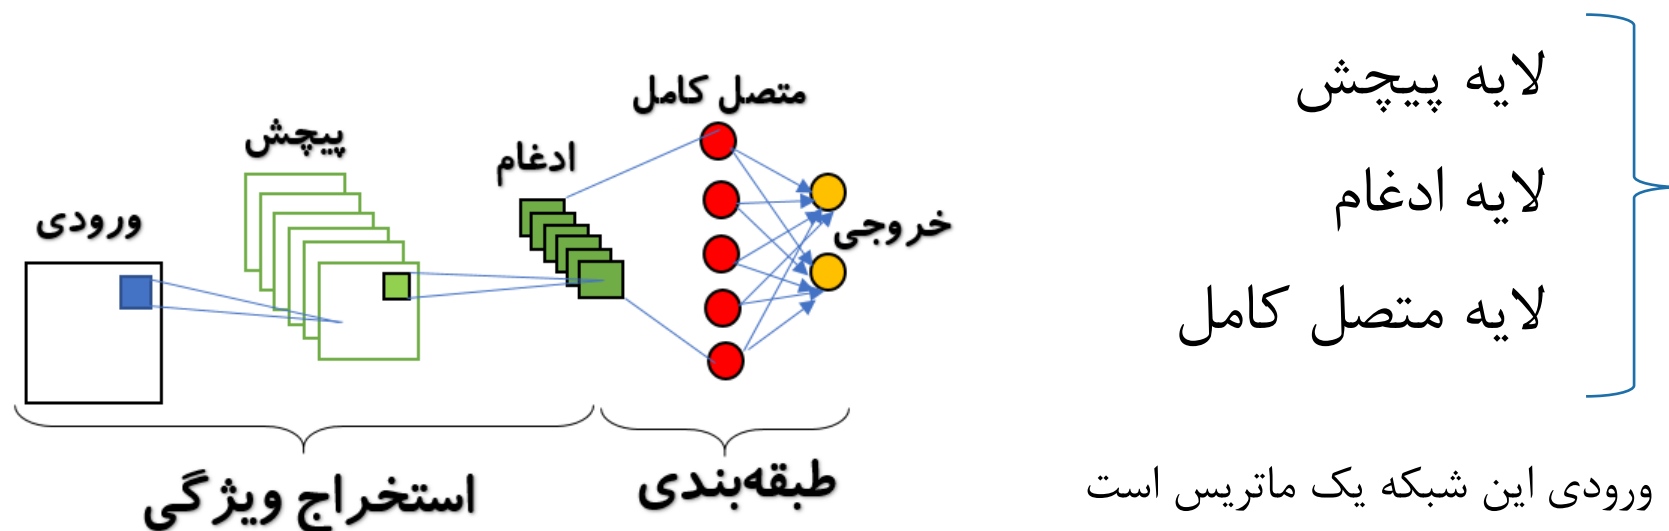 لایه پیچش
لایه ادغام
لایه متصل کامل
ورودی این شبکه یک ماتریس است
متصل کامل
پیچش
ادغام
ورودی
خروجی
طبقه‌بندی
استخراج ویژگی